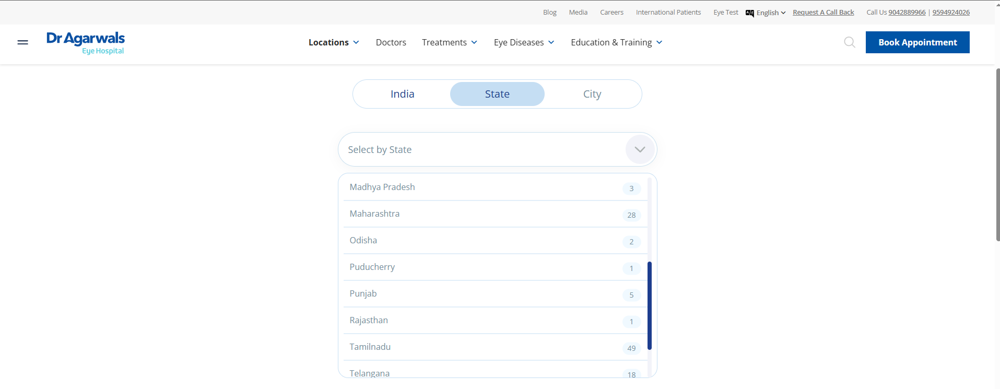 Blog Media Careers International Patients Eye Test English Request A Call Back Call Us 9042889966 | 9594924026
Dr Agarwals
Eye Hospital
Locations Doctors Treatments Eye Diseases Education & Training Book Appointment
India State City
Select by State
Madhya Pradesh 3
Maharashtra 28
Odisha 2
Puducherry 1
Punjab 5
Rajasthan 1
Tamilnadu 49
Telangana 18